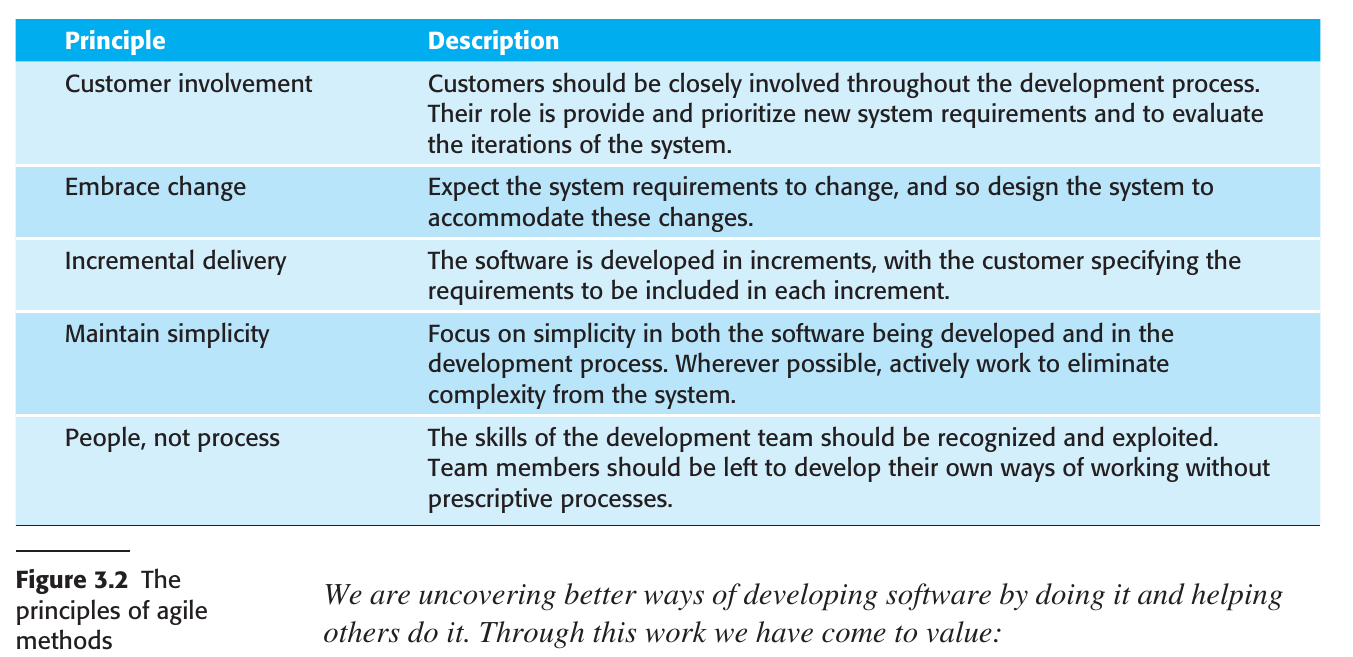 Principle Description
Customer involvement Customers should be closely involved throughout the development process.
Their role is provide and prioritize new system requirements and to evaluate
the iterations of the system.
Embrace change Expect the system requirements to change, and so design the system to
accommodate these changes.
Incremental delivery The software is developed in increments, with the customer specifying the
requirements to be included in each increment.
Maintain simplicity Focus on simplicity in both the software being developed and in the
development process. Wherever possible, actively work to eliminate
complexity from the system.
People, not process The skills of the development team should be recognized and exploited.
Team members should be left to develop their own ways of working without
prescriptive processes.
Figure 3.2 The
principles of agile
methods
We are uncovering better ways of developing software by doing it and helping
others do it. Through this work we have come to value: